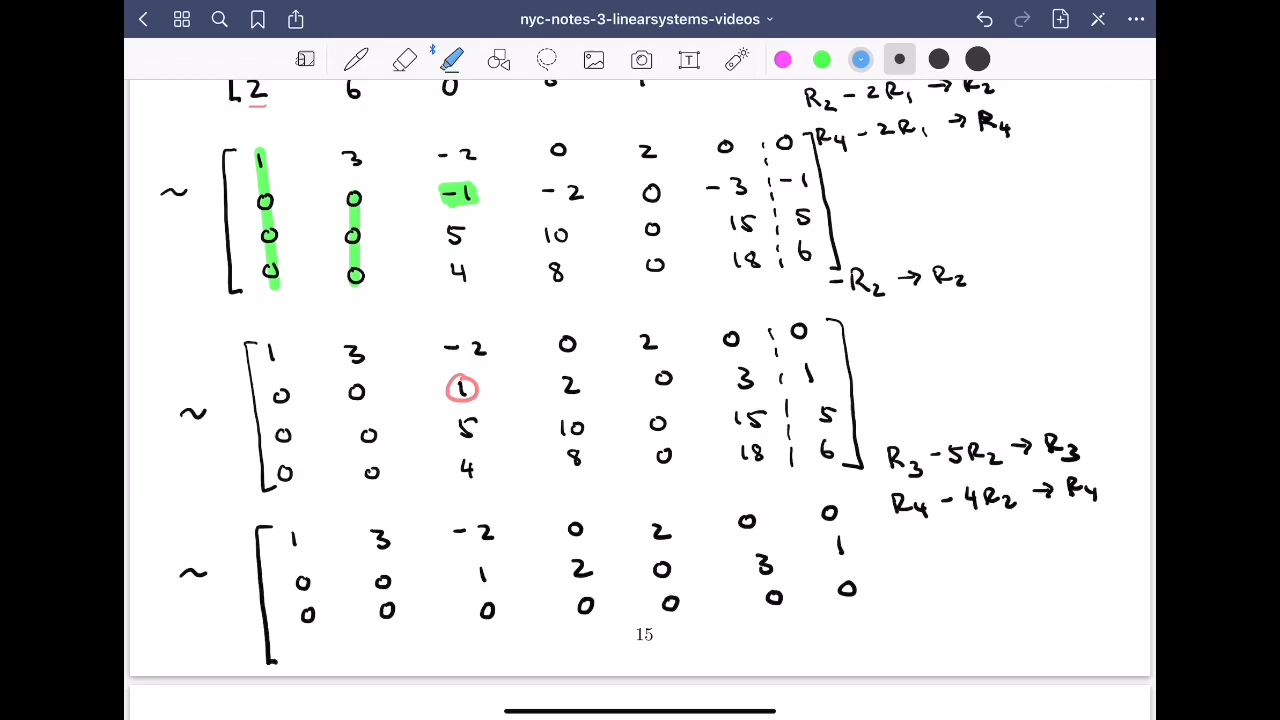 nyc-notes-3-linearsystems-videos
2 6 0
R₂ - 2R₁ → R₂
R₄ - 2R₁ → R₄
~ [ 1 3 -2 0 2 0 ¦ 0 ]
0 0 -1 -2 0 -3 ¦ -1
0 0 5 10 0 15 ¦ 5
0 0 4 8 0 18 ¦ 6
-R₂ → R₂
~ [ 1 3 -2 0 2 0 ¦ 0 ]
0 0 1 2 0 3 ¦ 1
0 0 5 10 0 15 ¦ 5
0 0 4 8 0 18 ¦ 6
R₃ - 5R₂ → R₃
R₄ - 4R₂ → R₄
~ [ 1 3 -2 0 2 0 0
0 0 1 2 0 3 1
0 0 0 0 0 0 0
15